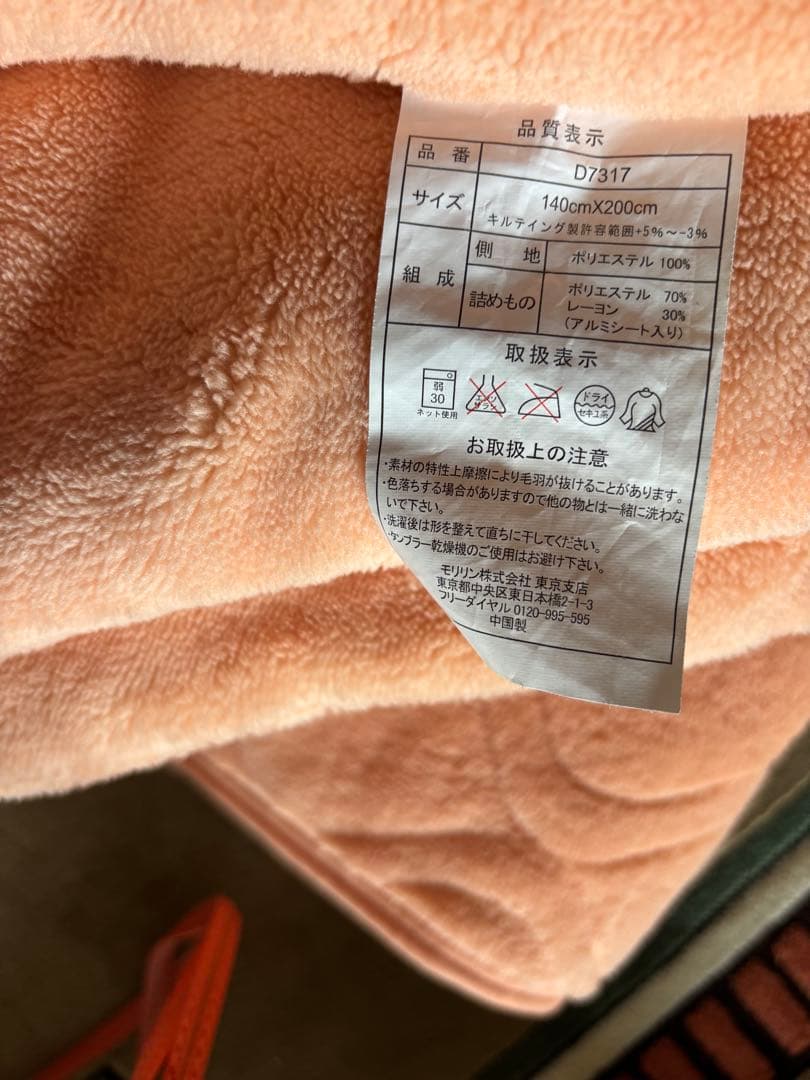 品質表示
品番 D7317
サイズ 140cmX200cm
キルテイング製許容範囲+5%～-3%
組成 側地 ポリエステル 100%
詰めもの ポリエステル 70%
レーヨン 30%
(アルミシート入り)
取扱表示
弱
30
ネット使用
エンソ
サラシ
ドライ
セキユ系
お取扱上の注意
・素材の特性上摩擦により毛羽が抜けることがあります。
・色落ちする場合がありますので他の物とは一緒に洗わな
いで下さい。
・洗濯後は形を整えて直ちに干してください。
・タンブラー乾燥機のご使用はお避け下さい。
モリリン株式会社 東京支店
東京都中央区東日本橋2-1-3
フリーダイヤル 0120-995-595
中国製